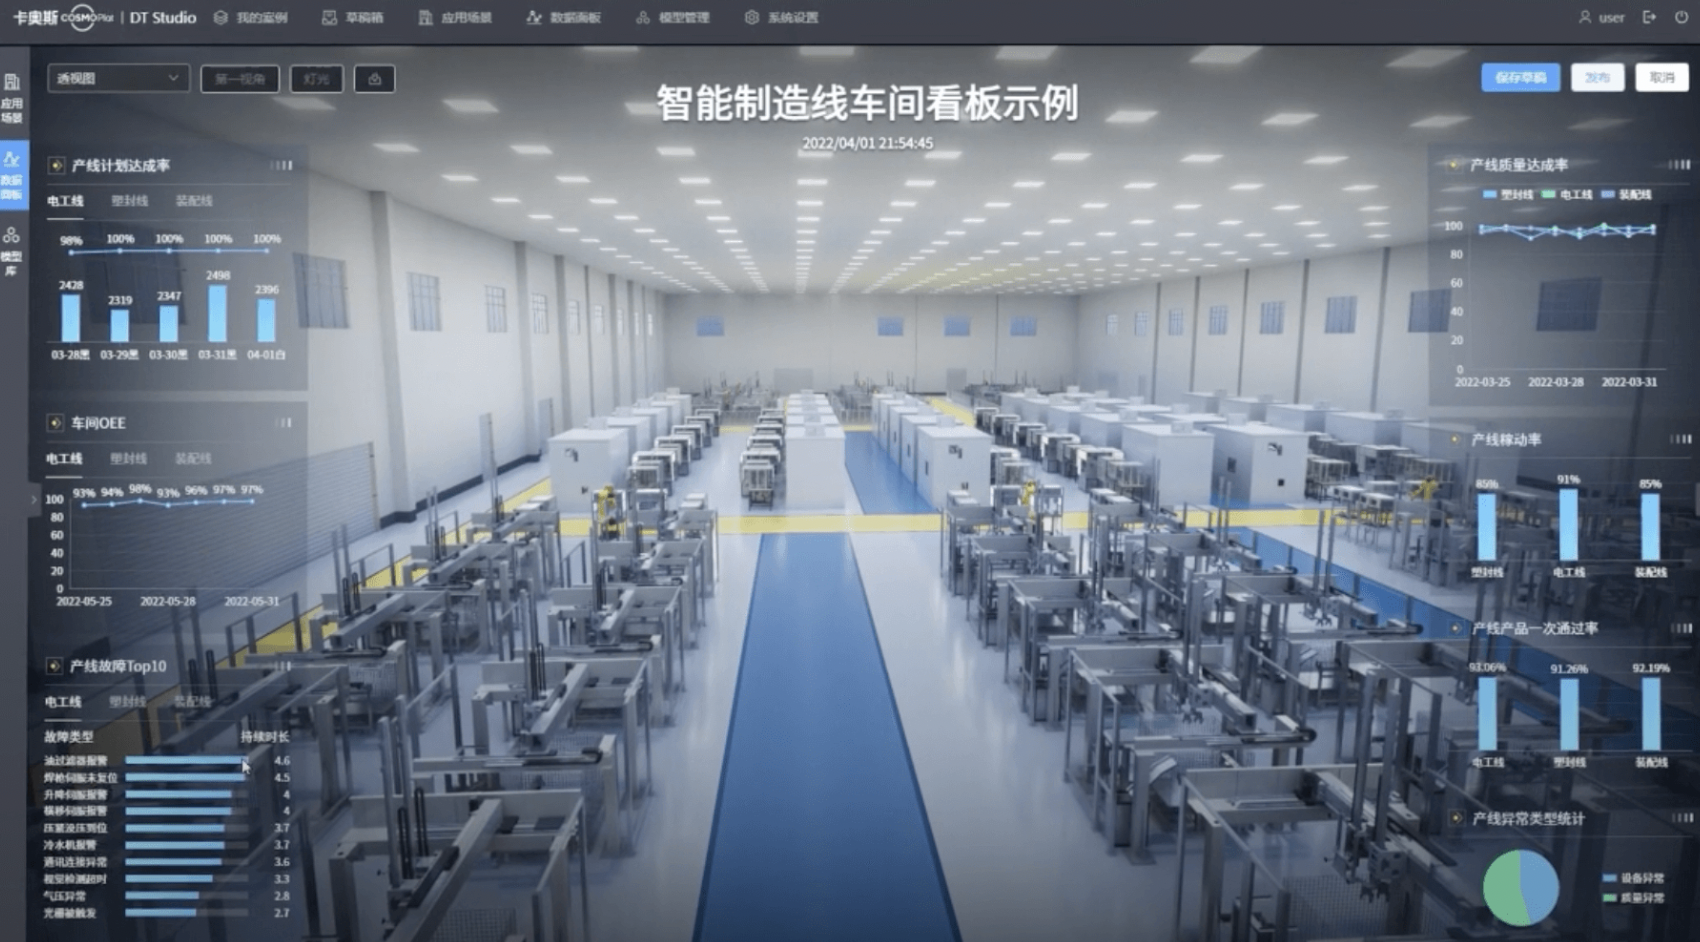 卡奥斯 COSMOPlat | DT Studio 我的案例 草稿箱 应用场景 数据面板 模型管理 系统设置 user
应用场景
数据面板
模型库
透视图 第一视角 灯光
保存草稿 发布 取消
智能制造线车间看板示例
2022/04/01 21:54:45
产线计划达成率
电工线 塑封线 装配线
98% 100% 100% 100% 100%
2428 2319 2347 2498 2396
03-28黑 03-29黑 03-30黑 03-31黑 04-01白
车间OEE
电工线 塑封线 装配线
93% 94% 98% 93% 96% 97% 97%
100
80
60
40
20
0
2022-05-25 2022-05-28 2022-05-31
产线故障Top10
电工线 塑封线 装配线
故障类型 持续时长
油过滤器报警 4.6
焊枪伺服未复位 4.5
升降伺服报警 4
横移伺服报警 4
压紧没压到位 3.7
冷水机报警 3.7
通讯连接异常 3.6
视觉检测超时 3.3
气压异常 2.8
光栅被触发 2.7
产线质量达成率
塑封线 电工线 装配线
100
80
60
40
20
0
2022-03-25 2022-03-28 2022-03-31
产线稼动率
85% 91% 85%
塑封线 电工线 装配线
产线产品一次通过率
93.06% 91.26% 92.19%
电工线 塑封线 装配线
产线异常类型统计
设备异常
质量异常